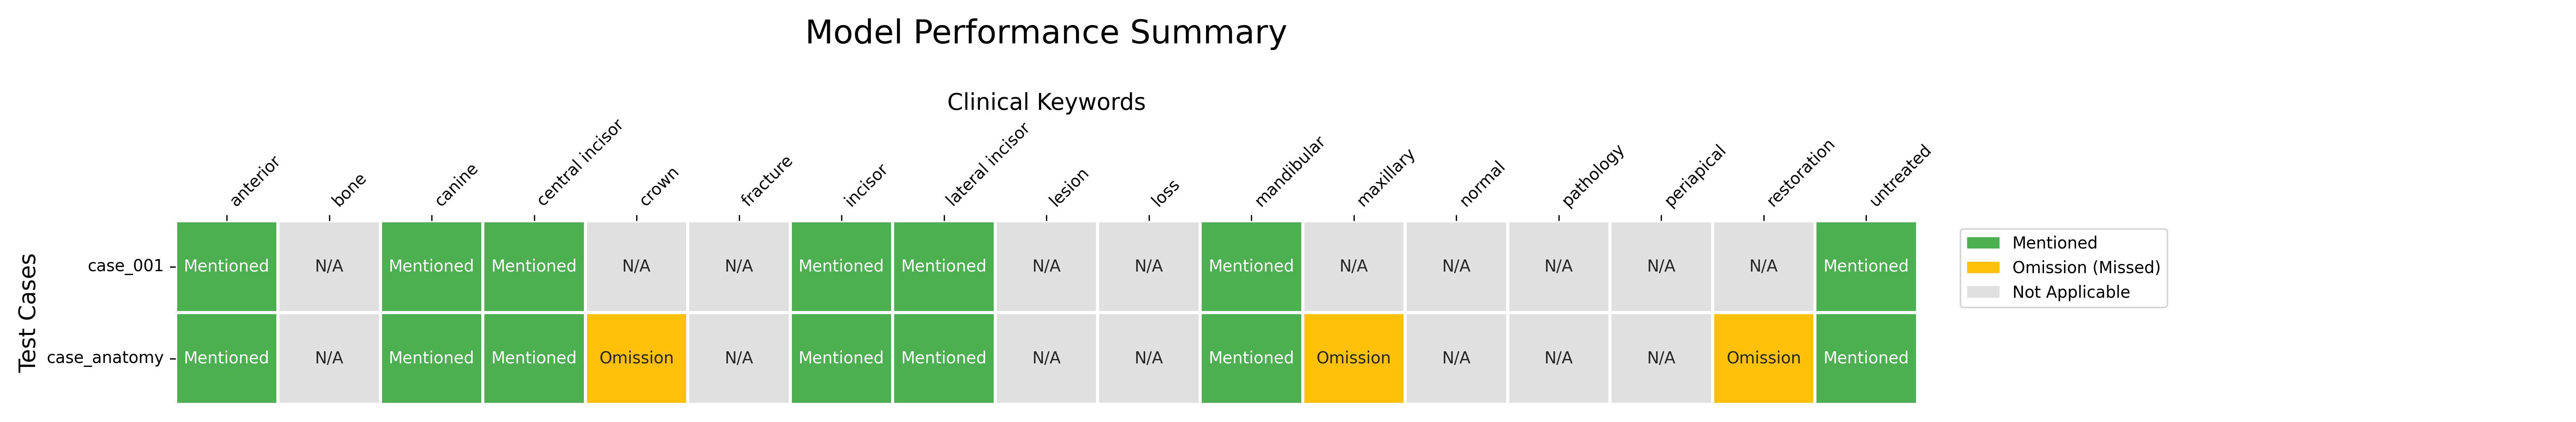 Model Performance Summary
Clinical Keywords
anterior bone canine central incisor crown fracture incisor lateral incisor lesion loss mandibular maxillary normal pathology periapical restoration untreated
Test Cases
case_001 Mentioned N/A Mentioned Mentioned N/A N/A Mentioned Mentioned N/A N/A Mentioned N/A N/A N/A N/A N/A Mentioned
case_anatomy Mentioned N/A Mentioned Mentioned Omission N/A Mentioned Mentioned N/A N/A Mentioned Omission N/A N/A N/A Omission Mentioned
Mentioned
Omission (Missed)
Not Applicable